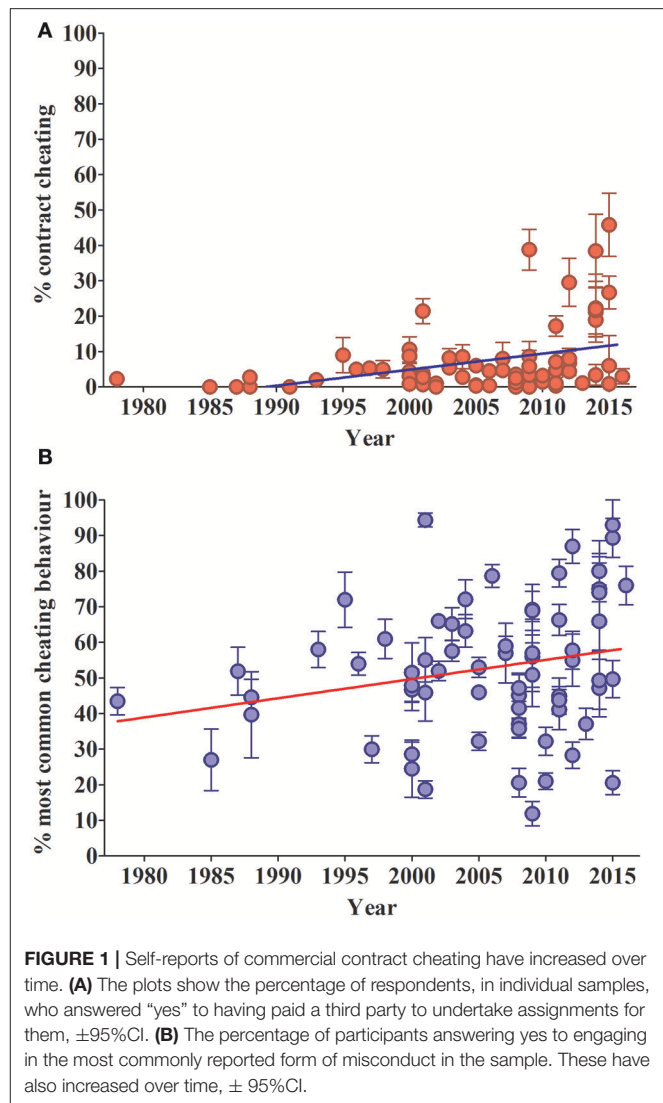 A
100
90
80
70
60
50
40
30
20
10
0
% contract cheating
1980 1985 1990 1995 2000 2005 2010 2015
Year
B
100
90
80
70
60
50
40
30
20
10
0
% most common cheating behaviour
1980 1985 1990 1995 2000 2005 2010 2015
Year
FIGURE 1 | Self-reports of commercial contract cheating have increased over
time. (A) The plots show the percentage of respondents, in individual samples,
who answered “yes” to having paid a third party to undertake assignments for
them, ±95%CI. (B) The percentage of participants answering yes to engaging
in the most commonly reported form of misconduct in the sample. These have
also increased over time, ± 95%CI.